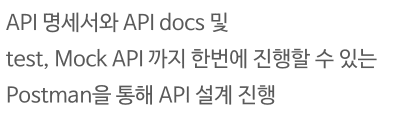 API 명세서와 API docs 및
test, Mock API 까지 한번에 진행할 수 있는
Postman을 통해 API 설계 진행